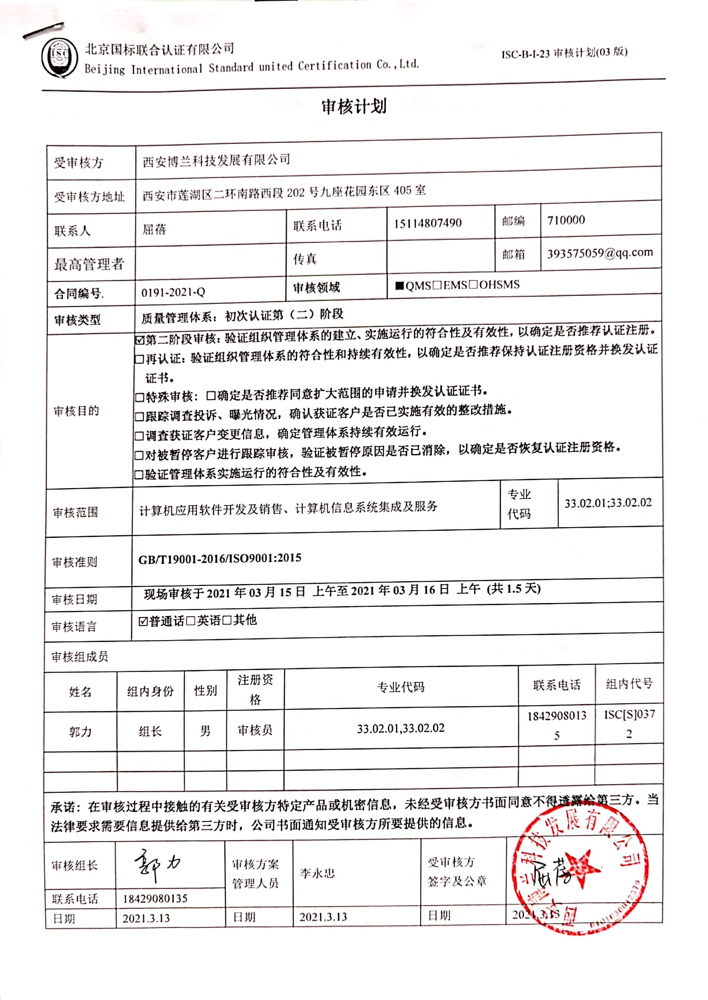 ISC
北京国标联合认证有限公司
Beijing International Standard united Certification Co.,Ltd.
ISC-B-I-23 审核计划(03 版)
审核计划
受审核方 西安博兰科技发展有限公司
受审核方地址 西安市莲湖区二环南路西段 202 号九座花园东区 405 室
联系人 屈蓓 联系电话 15114807490 邮编 710000
最高管理者 传真 邮箱 393575059@qq.com
合同编号. 0191-2021-Q 审核领域 ■QMS□EMS□OHSMS
审核类型 质量管理体系：初次认证第（二）阶段
审核目的
☑第二阶段审核：验证组织管理体系的建立、实施运行的符合性及有效性，以确定是否推荐认证注册。
□再认证：验证组织管理体系的符合性和持续有效性，以确定是否推荐保持认证注册资格并换发认证
证书。
□特殊审核：□确定是否推荐同意扩大范围的申请并换发认证证书。
□跟踪调查投诉、曝光情况，确认获证客户是否已实施有效的整改措施。
□调查获证客户变更信息，确定管理体系持续有效运行。
□对被暂停客户进行跟踪审核，验证被暂停原因是否已消除，以确定是否恢复认证注册资格。
□验证管理体系实施运行的符合性及有效性。
审核范围 计算机应用软件开发及销售、计算机信息系统集成及服务
专业
代码
33.02.01;33.02.02
审核准则 GB/T19001-2016/ISO9001:2015
审核日期 现场审核于 2021 年 03 月 15 日 上午至 2021 年 03 月 16 日 上午 (共 1.5 天)
审核语言 ☑普通话□英语□其他
审核组成员
姓名 组内身份 性别
注册资
格
专业代码 联系电话 组内代号
郭力 组长 男 审核员 33.02.01,33.02.02
1842908013
5
ISC[S]037
2
承诺：在审核过程中接触的有关受审核方特定产品或机密信息，未经受审核方书面同意不得透露给第三方。当
法律要求需要信息提供给第三方时，公司书面通知受审核方所要提供的信息。
审核组长 郭力
审核方案
管理人员
李永忠
受审核方
签字及公章
屈蓓
西安博兰科技发展有限公司
6101030012379
联系电话 18429080135
日期 2021.3.13 日期 2021.3.13 日期 2021.3.13